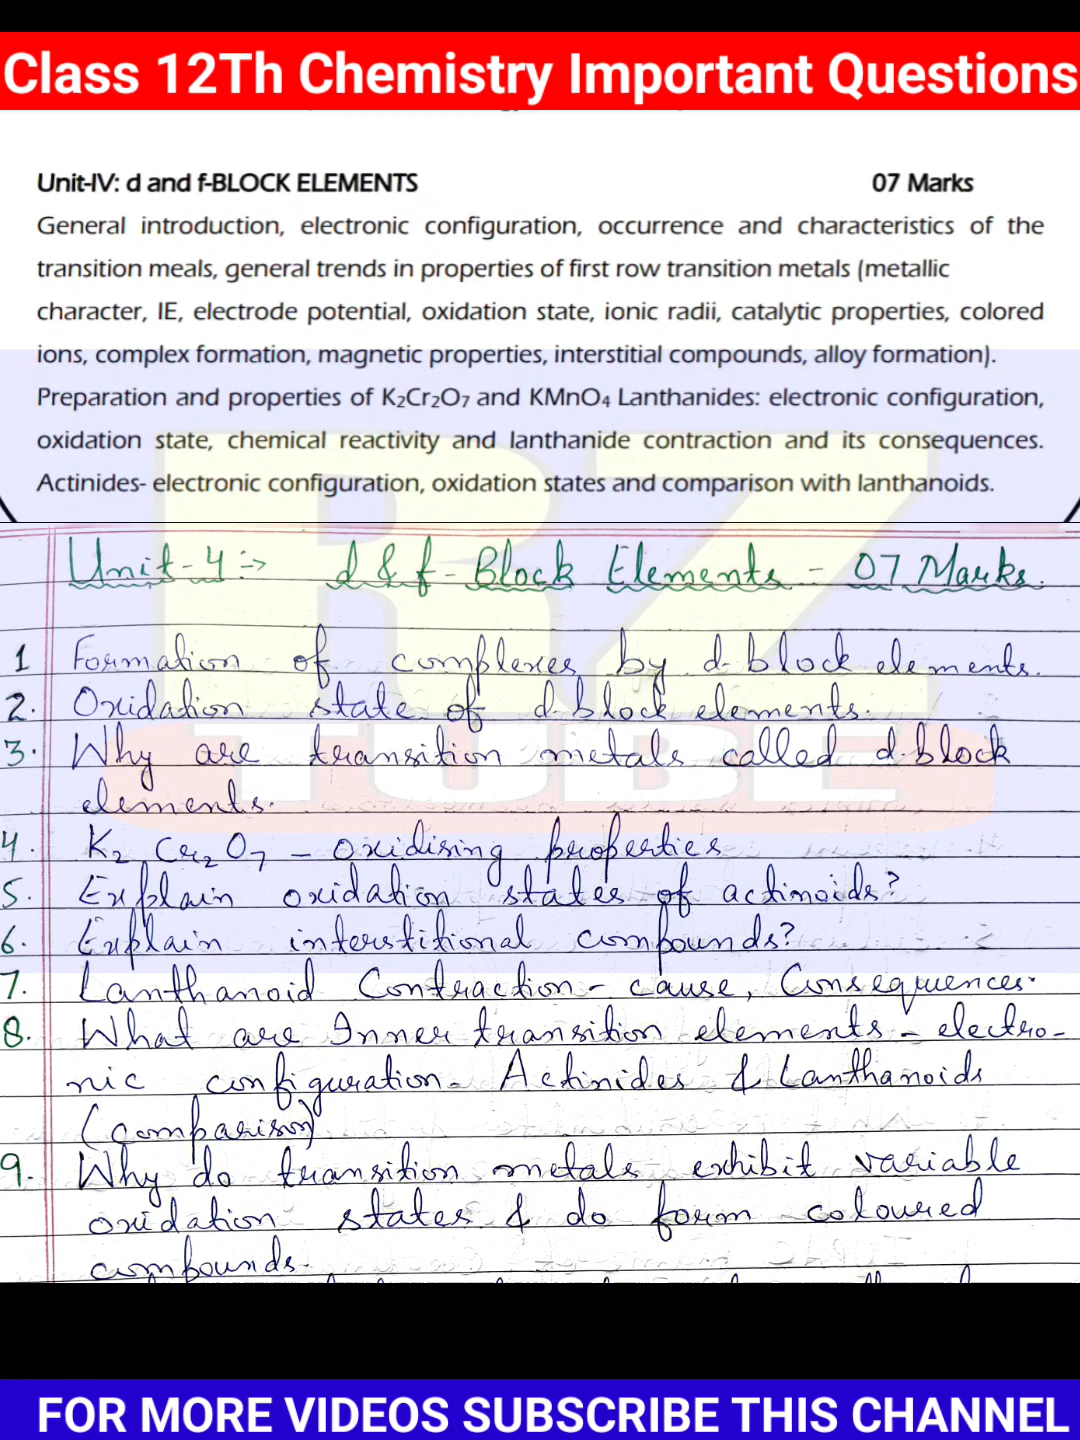 Class 12Th Chemistry Important Questions
Unit-IV: d and f-BLOCK ELEMENTS 07 Marks
General introduction, electronic configuration, occurrence and characteristics of the
transition meals, general trends in properties of first row transition metals (metallic
character, IE, electrode potential, oxidation state, ionic radii, catalytic properties, colored
ions, complex formation, magnetic properties, interstitial compounds, alloy formation).
Preparation and properties of K₂Cr₂O₇ and KMnO₄ Lanthanides: electronic configuration,
oxidation state, chemical reactivity and lanthanide contraction and its consequences.
Actinides- electronic configuration, oxidation states and comparison with lanthanoids.
RZ
TUBE
Unit-4:-> d & f-Block Elements - 07 Marks.
1 Formation of complexes by d-block elements.
2. Oxidation state of d-block elements.
3. Why are transition metals called d-block
elements.
4. K₂ Cr₂ O₇ - oxidising properties
5. Explain oxidation states of actinoids?
6. Explain interstitional compounds?
7. Lanthanoid Contraction - cause, Consequences.
8. What are Inner transition elements - electro-
nic configuration - Actinides & Lanthanoids
(comparison)
9. Why do transition metals exhibit variable
oxidation states & do form coloured
compounds.
FOR MORE VIDEOS SUBSCRIBE THIS CHANNEL